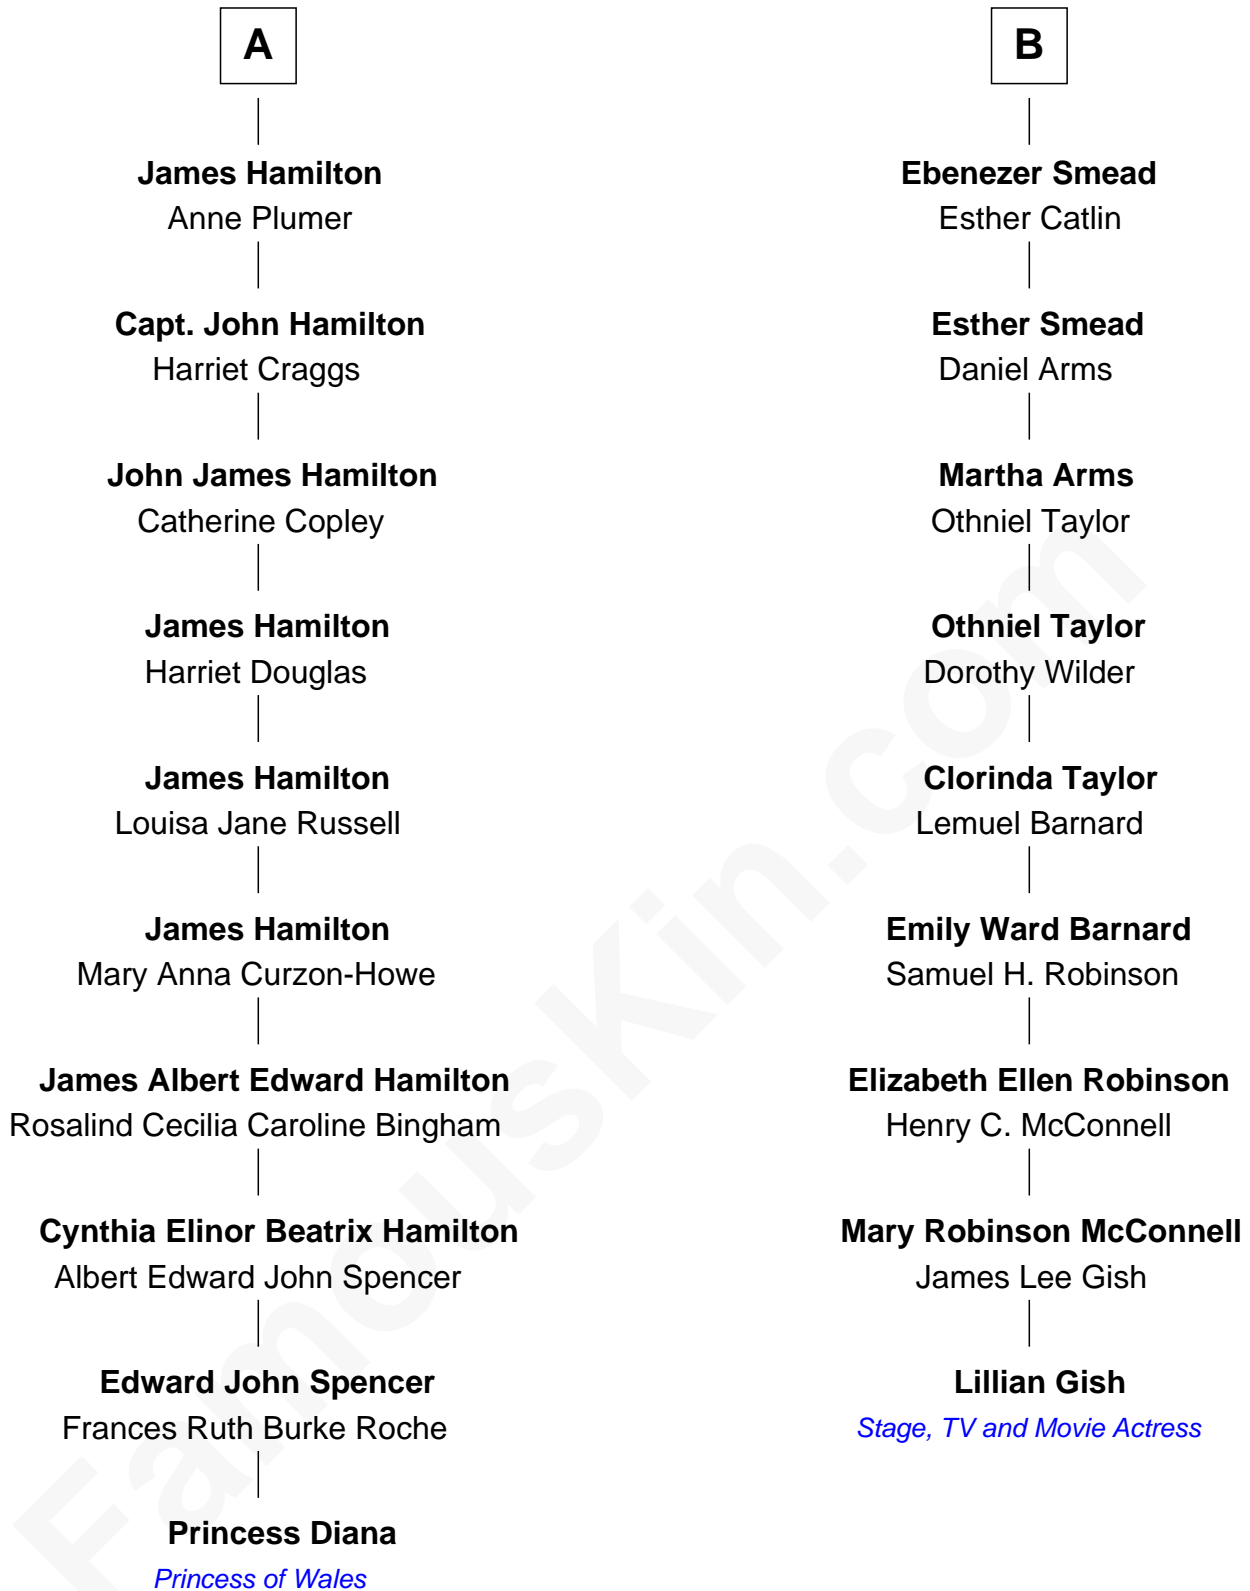 A
James Hamilton
Anne Plumer
Capt. John Hamilton
Harriet Craggs
John James Hamilton
Catherine Copley
James Hamilton
Harriet Douglas
James Hamilton
Louisa Jane Russell
James Hamilton
Mary Anna Curzon-Howe
James Albert Edward Hamilton
Rosalind Cecilia Caroline Bingham
Cynthia Elinor Beatrix Hamilton
Albert Edward John Spencer
Edward John Spencer
Frances Ruth Burke Roche
Princess Diana
Princess of Wales
B
Ebenezer Smead
Esther Catlin
Esther Smead
Daniel Arms
Martha Arms
Othniel Taylor
Othniel Taylor
Dorothy Wilder
Clorinda Taylor
Lemuel Barnard
Emily Ward Barnard
Samuel H. Robinson
Elizabeth Ellen Robinson
Henry C. McConnell
Mary Robinson McConnell
James Lee Gish
Lillian Gish
Stage, TV and Movie Actress
FamousKin.com